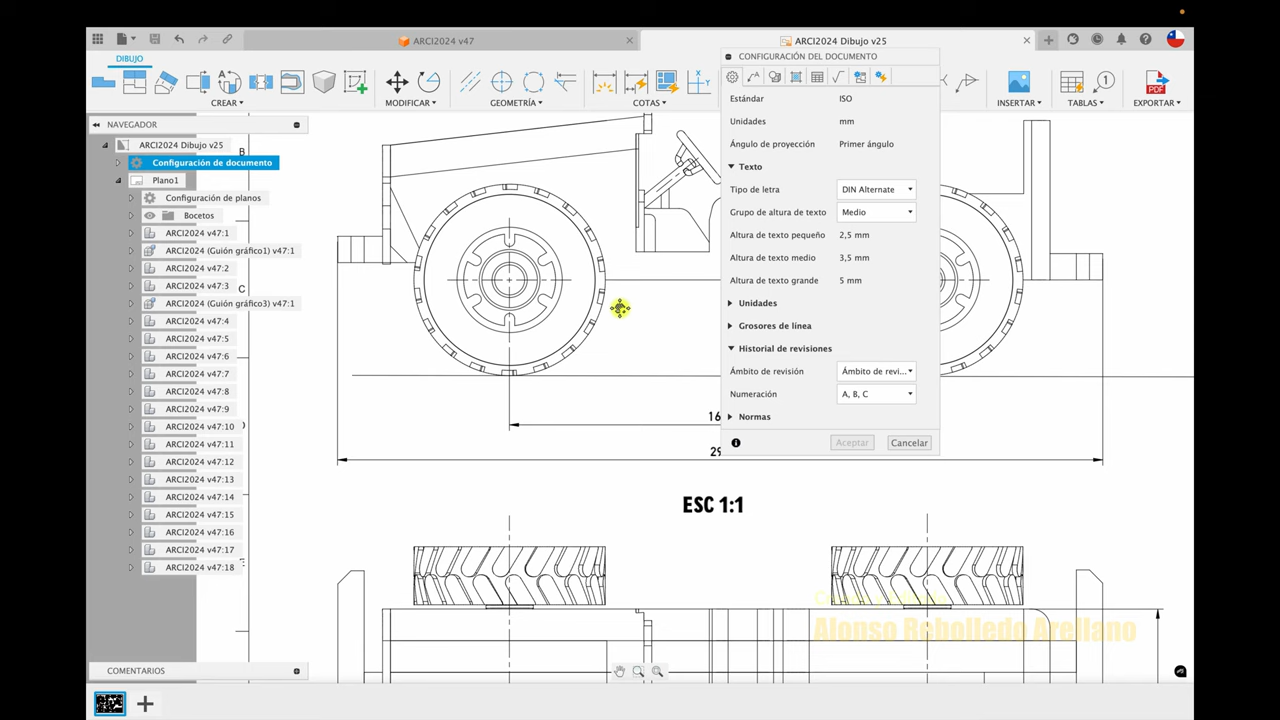 ARCI2024 v47
ARCI2024 Dibujo v25
DIBUJO
CREAR
MODIFICAR
GEOMETRÍA
COTAS
INSERTAR
TABLAS
EXPORTAR
NAVEGADOR
ARCI2024 Dibujo v25
Configuración de documento
Plano1
Configuración de planos
Bocetos
ARCI2024 v47:1
ARCI2024 (Guión gráfico1) v47:1
ARCI2024 v47:2
ARCI2024 v47:3
ARCI2024 (Guión gráfico3) v47:1
ARCI2024 v47:4
ARCI2024 v47:5
ARCI2024 v47:6
ARCI2024 v47:7
ARCI2024 v47:8
ARCI2024 v47:9
ARCI2024 v47:10
ARCI2024 v47:11
ARCI2024 v47:12
ARCI2024 v47:13
ARCI2024 v47:14
ARCI2024 v47:15
ARCI2024 v47:16
ARCI2024 v47:17
ARCI2024 v47:18
COMENTARIOS
B
C
CONFIGURACIÓN DEL DOCUMENTO
Estándar ISO
Unidades mm
Ángulo de proyección Primer ángulo
Texto
Tipo de letra DIN Alternate
Grupo de altura de texto Medio
Altura de texto pequeño 2,5 mm
Altura de texto medio 3,5 mm
Altura de texto grande 5 mm
Unidades
Grosores de línea
Historial de revisiones
Ámbito de revisión Ámbito de revi...
Numeración A, B, C
Normas
Aceptar Cancelar
16
29
ESC 1:1
Alonso Rebolledo Arellano